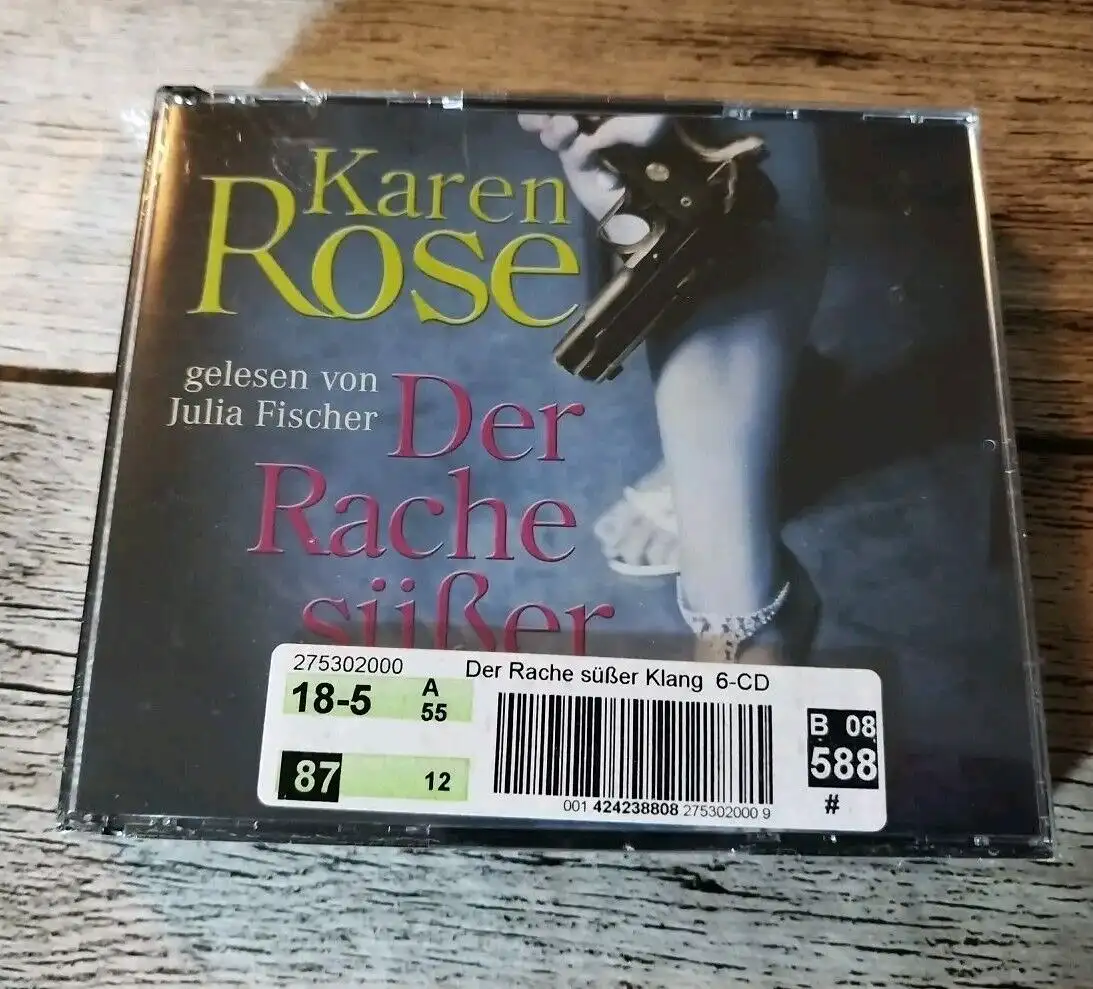 Karen
Rose
gelesen von
Julia Fischer
Der
Rache
süßer
275302000
Der Rache süßer Klang 6-CD
18-5
A
55
87
12
001 424238808 275302000 9
B 08
588
#